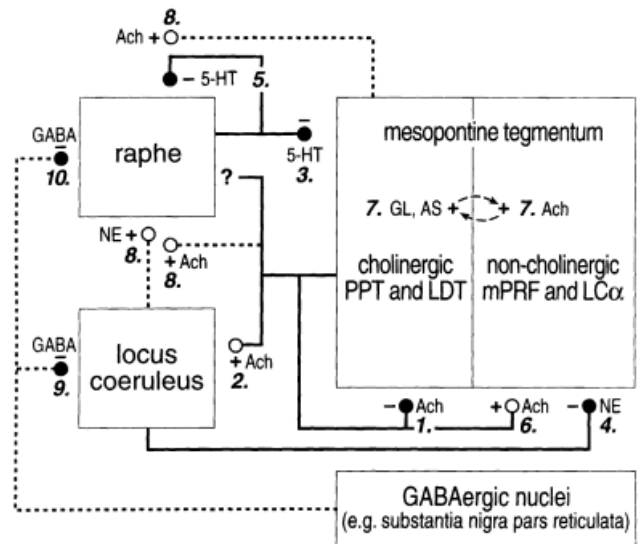 8.
Ach +
– 5-HT 5.
GABA
–
10.
raphe
–
5-HT
3.
?
mesopontine tegmentum
7. GL, AS + + 7. Ach
cholinergic
PPT and LDT
non-cholinergic
mPRF and LCα
NE +
8.
+ Ach
8.
GABA
–
9.
locus
coeruleus
+ Ach
2.
– Ach
1.
+ Ach
6.
– NE
4.
GABAergic nuclei
(e.g. substantia nigra pars reticulata)